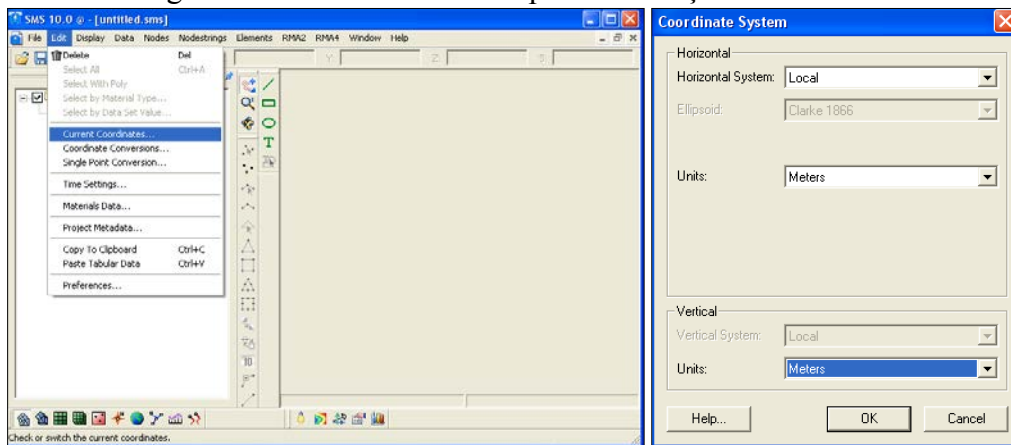 SMS 10.0 @ - [untitled.sms]
File Edit Display Data Nodes Nodestrings Elements RMA2 RMA4 Window Help
Y: Z: S:
Delete Del
Select All Ctrl+A
Select With Poly
Select by Material Type...
Select by Data Set Value...
Current Coordinates...
Coordinate Conversions...
Single Point Conversion...
Time Settings...
Materials Data...
Project Metadata...
Copy To Clipboard Ctrl+C
Paste Tabular Data Ctrl+V
Preferences...
T
Check or switch the current coordinates.
Coordinate System
Horizontal
Horizontal System: Local
Ellipsoid: Clarke 1866
Units: Meters
Vertical
Vertical System: Local
Units: Meters
Help... OK Cancel